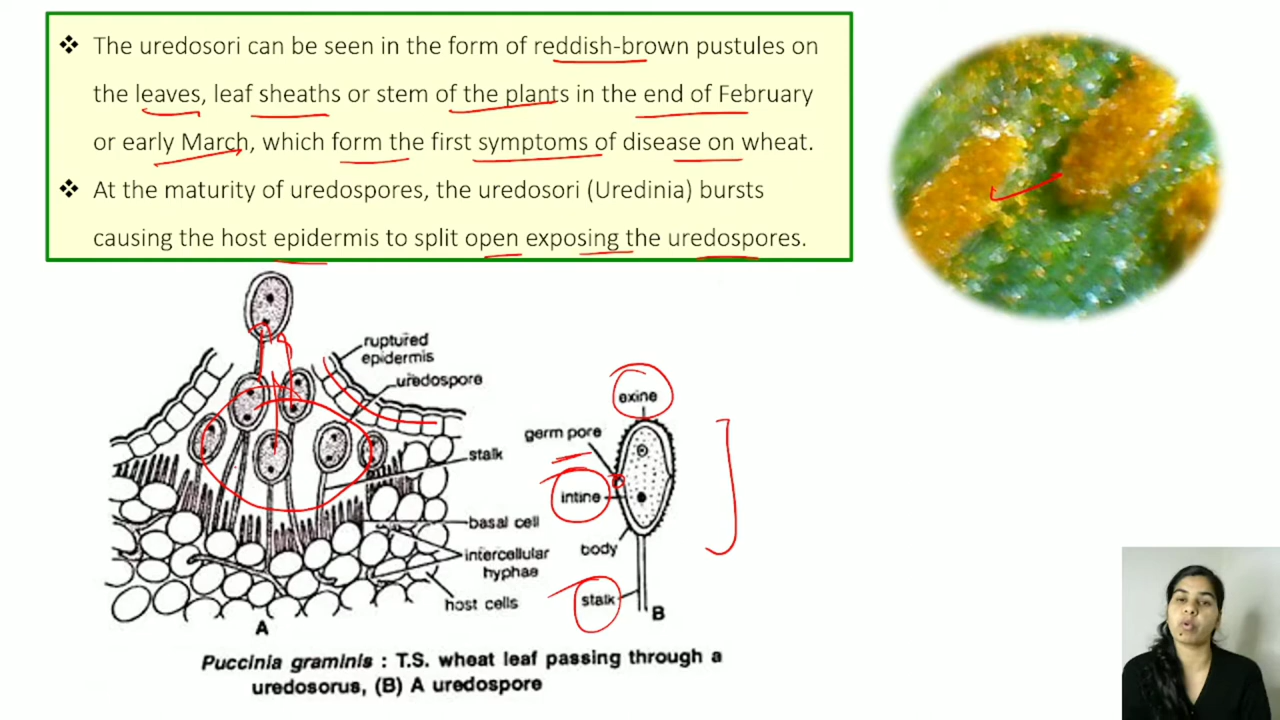 ❖ The uredosori can be seen in the form of reddish-brown pustules on
the leaves, leaf sheaths or stem of the plants in the end of February
or early March, which form the first symptoms of disease on wheat.
❖ At the maturity of uredospores, the uredosori (Uredinia) bursts
causing the host epidermis to split open exposing the uredospores.
ruptured
epidermis
uredospore
stalk
basal cell
intercellular
hyphae
host cells
A
exine
germ pore
intine
body
stalk
B
Puccinia graminis : T.S. wheat leaf passing through a
uredosorus, (B) A uredospore